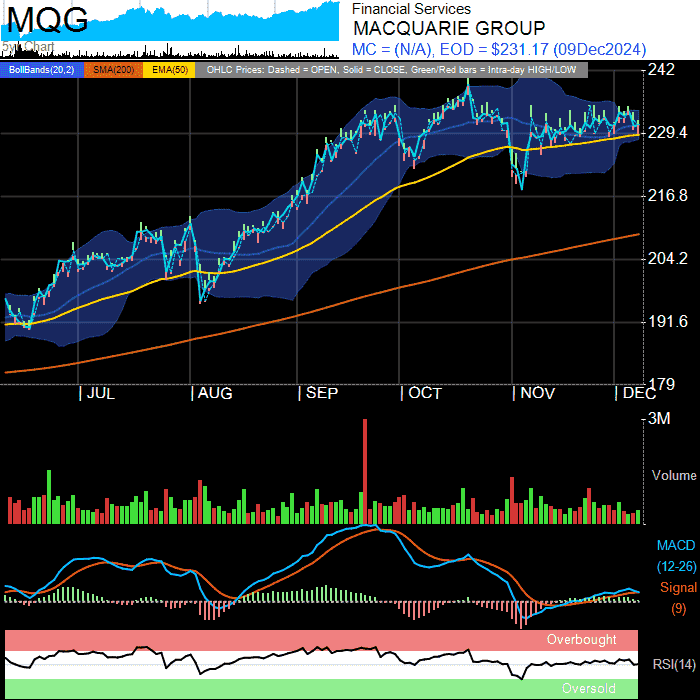 MQG
5yr Chart
Financial Services
MACQUARIE GROUP
MC = (N/A), EOD = $231.17 (09Dec2024)
BollBands(20,2) SMA(200) EMA(50) OHLC Prices: Dashed = OPEN, Solid = CLOSE, Green/Red bars = Intra-day HIGH/LOW
242
229.4
216.8
204.2
191.6
179
| JUL | AUG | SEP | OCT | NOV | DEC
3M
Volume
MACD
(12-26)
Signal
(9)
Overbought
RSI(14)
Oversold